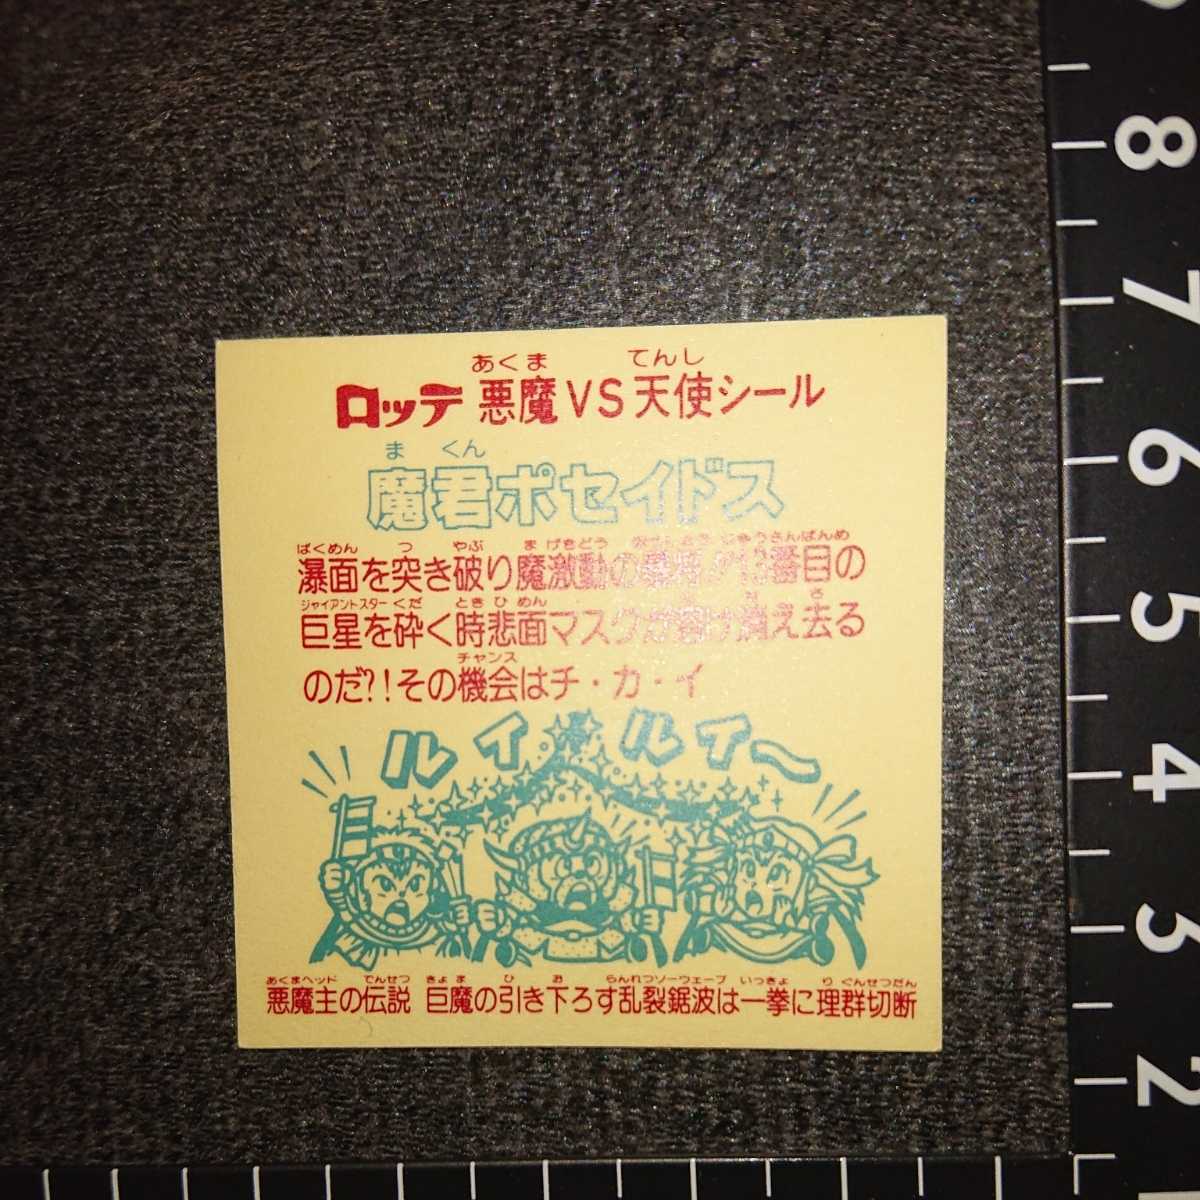 あくま てんし
ロッテ 悪魔VS天使シール
ま くん
魔君ポセイドス
ばくめん つ やぶ ま げきどう じゅうさんばんめ
瀑面を突き破り魔激動の 13番目の
ジャイアントスター くだ とき ひ めん さ
巨星を砕く時悲面マスクが溶け消え去る
チャンス
のだ?!その機会はチ・カ・イ
ルイ ルイ〜
あくまヘッド でんせつ きょ ま ひ お らんれつソーウェーブ いっきょ り ぐんせつだん
悪魔主の伝説 巨魔の引き下ろす乱裂鋸波は一拳に理群切断
8
7
6
5
4
3
2